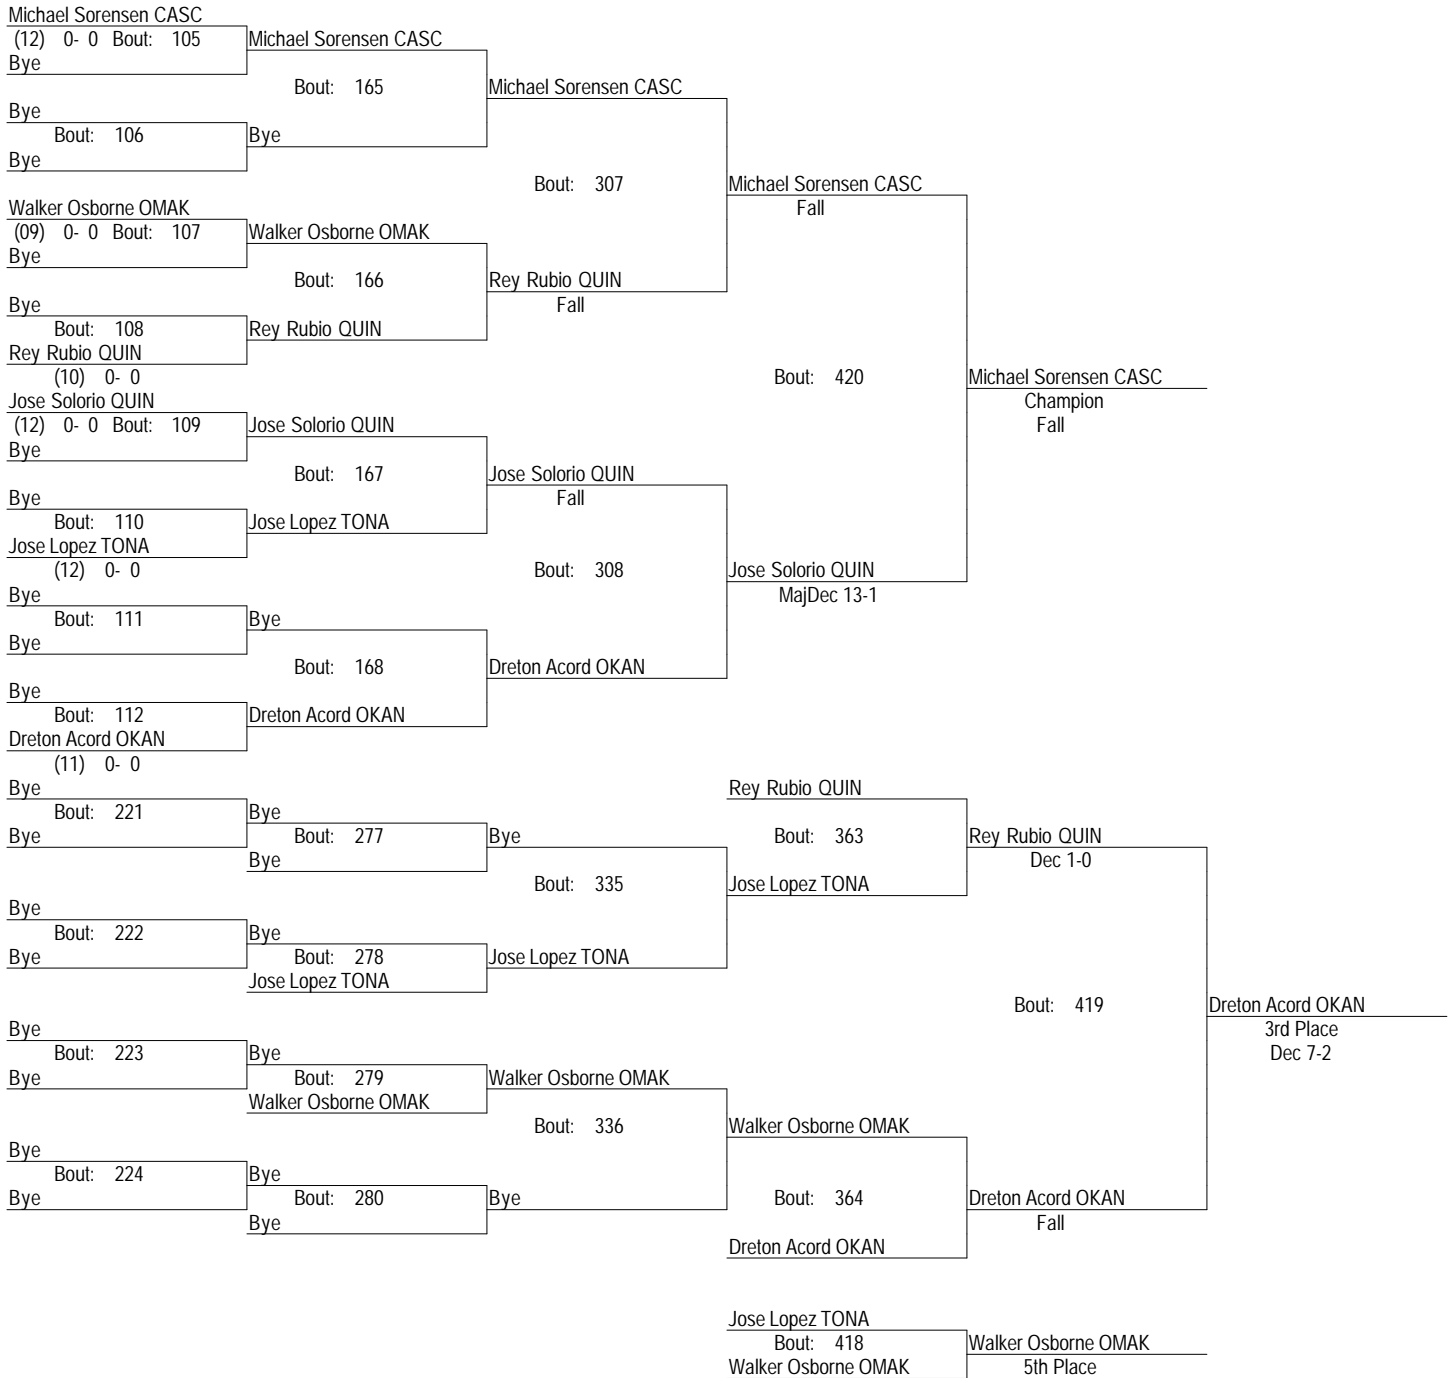 Michael Sorensen CASC
(12) 0- 0 Bout: 105 Michael Sorensen CASC
Bye
Bout: 165 Michael Sorensen CASC
Bye
Bout: 106 Bye
Bye
Bout: 307 Michael Sorensen CASC
Fall
Walker Osborne OMAK
(09) 0- 0 Bout: 107 Walker Osborne OMAK
Bye
Bout: 166 Rey Rubio QUIN
Bye Fall
Bout: 108 Rey Rubio QUIN
Rey Rubio QUIN
(10) 0- 0 Bout: 420 Michael Sorensen CASC
Jose Solorio QUIN Champion
(12) 0- 0 Bout: 109 Jose Solorio QUIN Fall
Bye
Bout: 167 Jose Solorio QUIN
Bye Fall
Bout: 110 Jose Lopez TONA
Jose Lopez TONA
(12) 0- 0 Bout: 308 Jose Solorio QUIN
Bye MajDec 13-1
Bout: 111 Bye
Bye
Bout: 168 Dreton Acord OKAN
Bye
Bout: 112 Dreton Acord OKAN
Dreton Acord OKAN
(11) 0- 0
Bye Rey Rubio QUIN
Bout: 221 Bye
Bye Bout: 277 Bye Bout: 363 Rey Rubio QUIN
Bye Dec 1-0
Bout: 335 Jose Lopez TONA
Bye
Bout: 222 Bye
Bye Bout: 278 Jose Lopez TONA
Jose Lopez TONA
Bout: 419 Dreton Acord OKAN
Bye 3rd Place
Bout: 223 Bye Dec 7-2
Bye Bout: 279 Walker Osborne OMAK
Walker Osborne OMAK
Bout: 336 Walker Osborne OMAK
Bye
Bout: 224 Bye
Bye Bout: 280 Bye Bout: 364 Dreton Acord OKAN
Bye Fall
Dreton Acord OKAN
Jose Lopez TONA
Bout: 418 Walker Osborne OMAK
Walker Osborne OMAK 5th Place